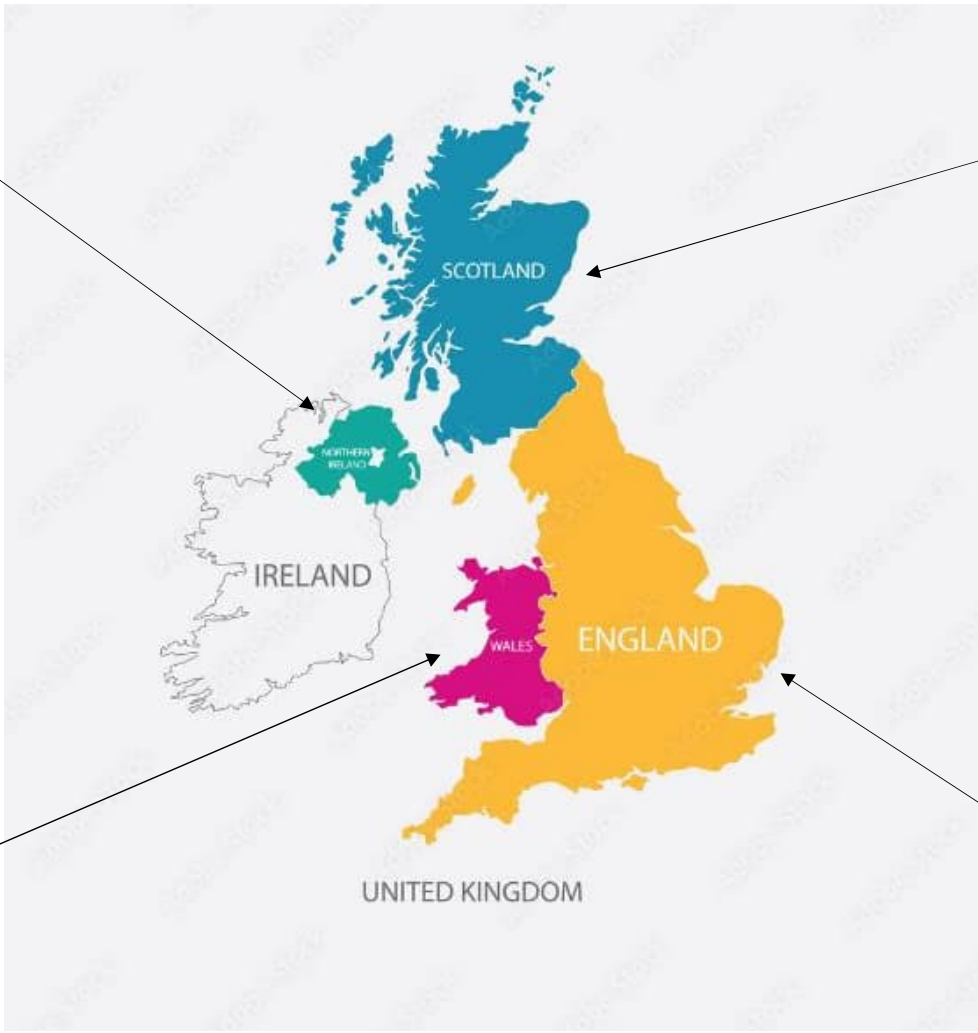 SCOTLAND
NORTHERN
IRELAND
IRELAND
WALES
ENGLAND
UNITED KINGDOM